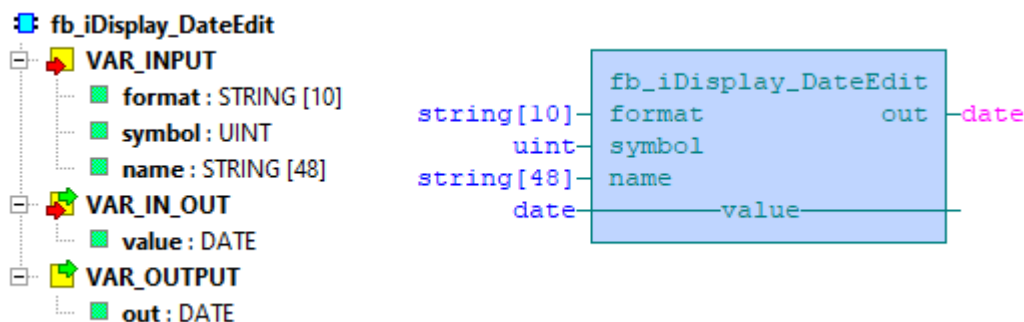 fb_iDisplay_DateEdit
VAR_INPUT
format : STRING [10]
symbol : UINT
name : STRING [48]
VAR_IN_OUT
value : DATE
VAR_OUTPUT
out : DATE
fb_iDisplay_DateEdit
string[10] format out date
uint symbol
string[48] name
date value